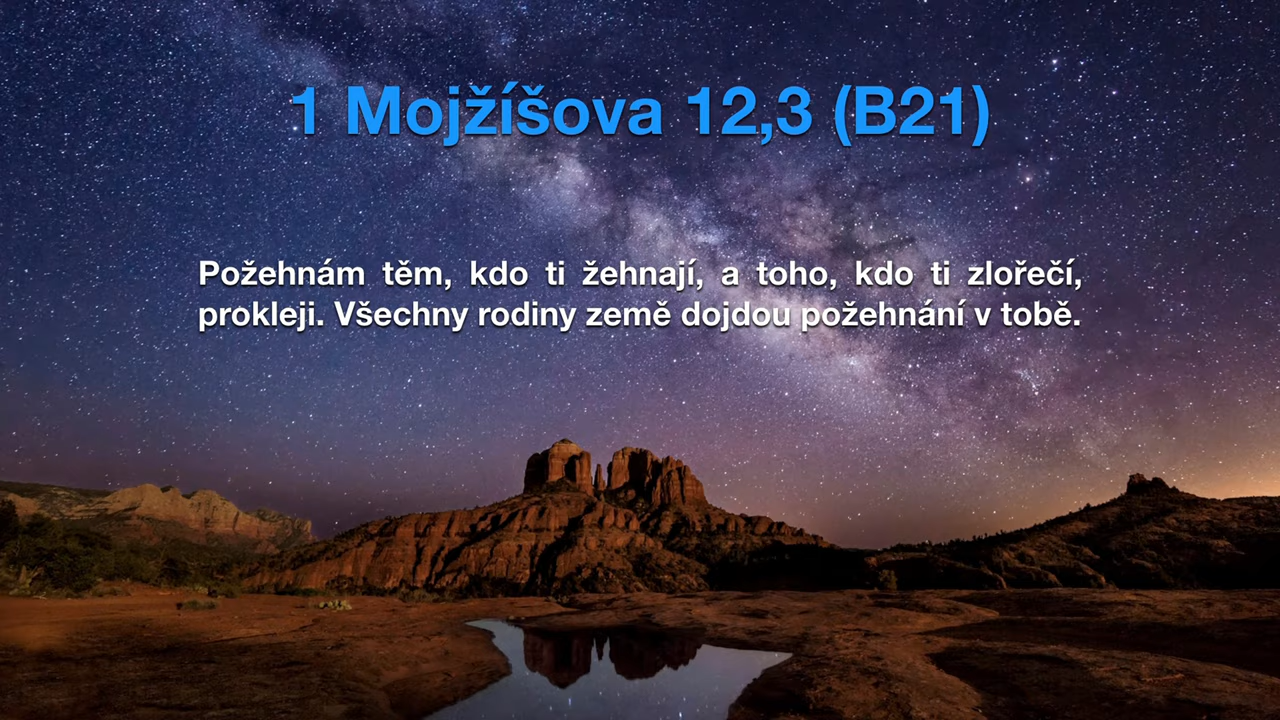 1 Mojžíšova 12,3 (B21)
Požehnám těm, kdo ti žehnají, a toho, kdo ti zlořečí,
prokleji. Všechny rodiny země dojdou požehnání v tobě.